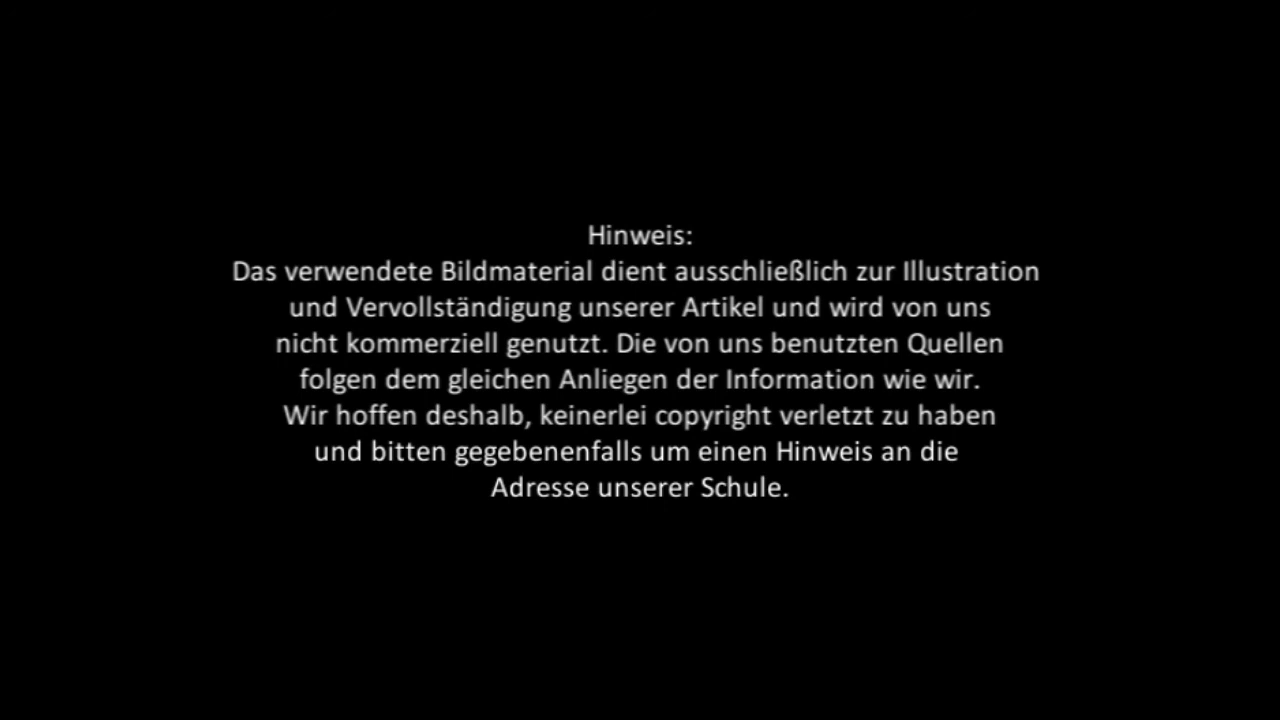 Hinweis:
Das verwendete Bildmaterial dient ausschließlich zur Illustration
und Vervollständigung unserer Artikel und wird von uns
nicht kommerziell genutzt. Die von uns benutzten Quellen
folgen dem gleichen Anliegen der Information wie wir.
Wir hoffen deshalb, keinerlei copyright verletzt zu haben
und bitten gegebenenfalls um einen Hinweis an die
Adresse unserer Schule.